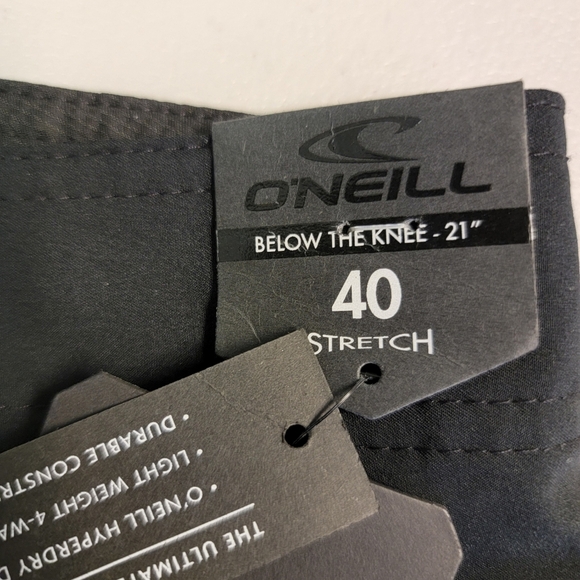 O'NEILL
BELOW THE KNEE - 21"
40
STRETCH
THE ULTIMATE
• O'NEILL HYPERDRY
• LIGHT WEIGHT 4-WA
• DURABLE CONSTR